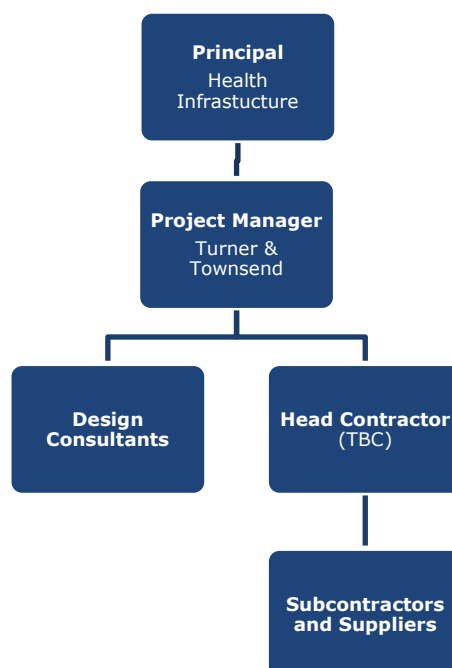 Principal
Health
Infrastucture
Project Manager
Turner &
Townsend
Design
Consultants
Head Contractor
(TBC)
Subcontractors
and Suppliers